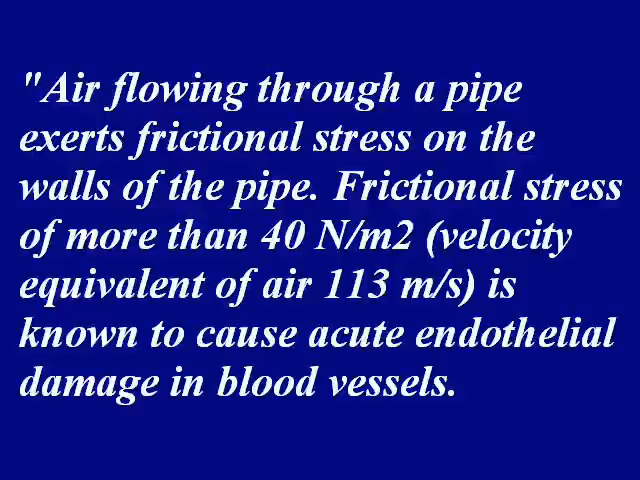 "Air flowing through a pipe
exerts frictional stress on the
walls of the pipe. Frictional stress
of more than 40 N/m2 (velocity
equivalent of air 113 m/s) is
known to cause acute endothelial
damage in blood vessels.